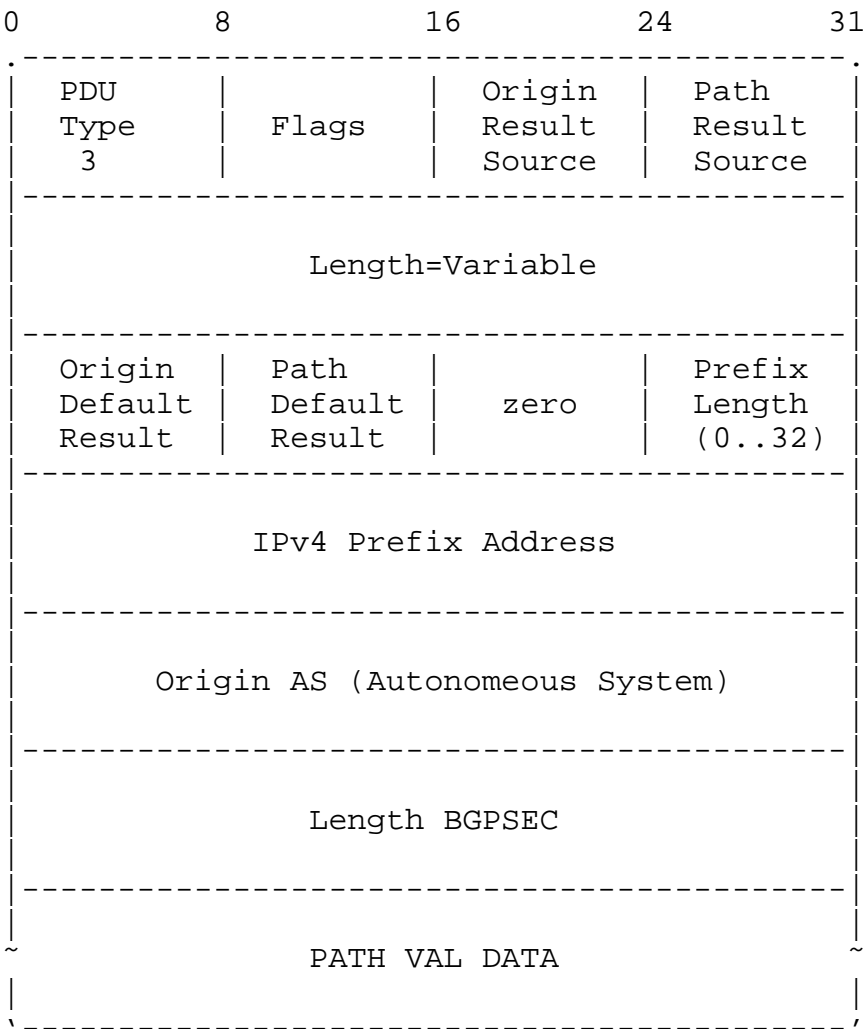 0 8 16 24 31
PDU Origin Path
Type Flags Result Result
3 Source Source
Length=Variable
Origin Path Prefix
Default Default zero Length
Result Result (0..32)
IPv4 Prefix Address
Origin AS (Autonomeous System)
Length BGPSEC
PATH VAL DATA